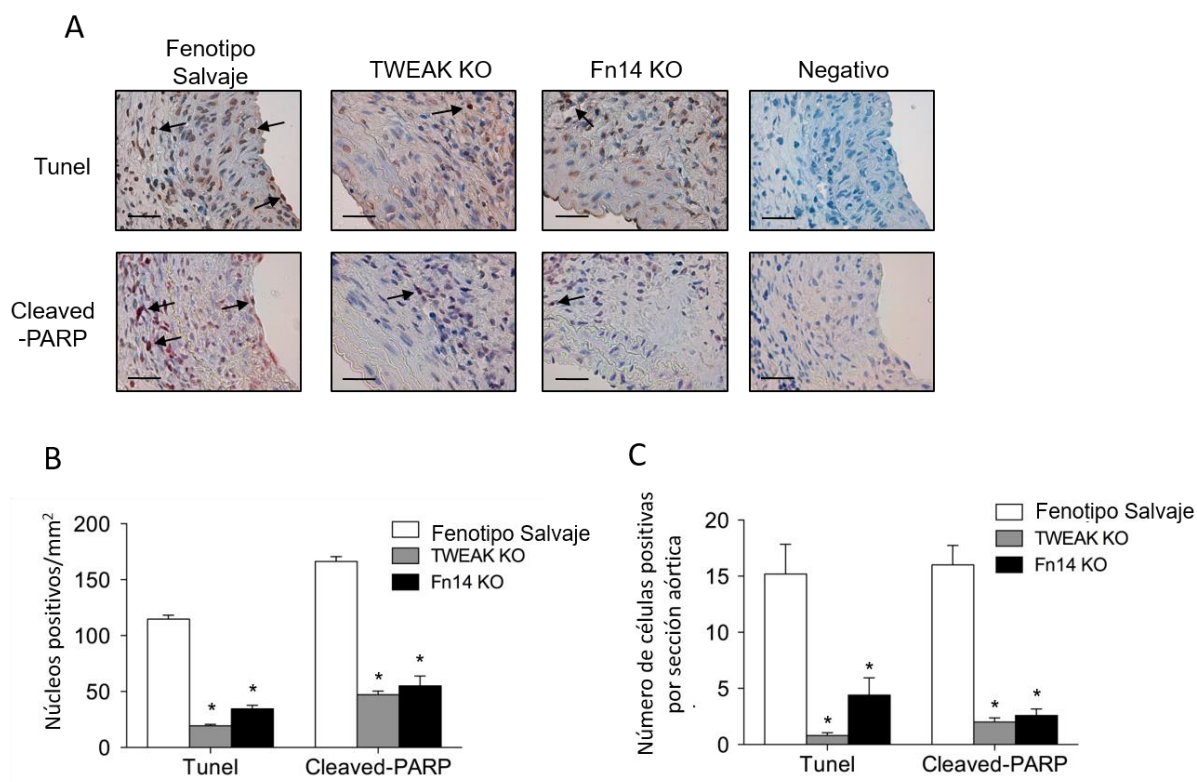 A
Fenotipo
Salvaje
TWEAK KO
Fn14 KO
Negativo
Tunel
Cleaved
-PARP
B
Núcleos positivos/mm²
200
150
100
50
0
Fenotipo Salvaje
TWEAK KO
Fn14 KO
*
*
*
*
Tunel
Cleaved-PARP
C
Número de células positivas
por sección aórtica
20
15
10
5
0
Fenotipo Salvaje
TWEAK KO
Fn14 KO
*
*
*
*
Tunel
Cleaved-PARP